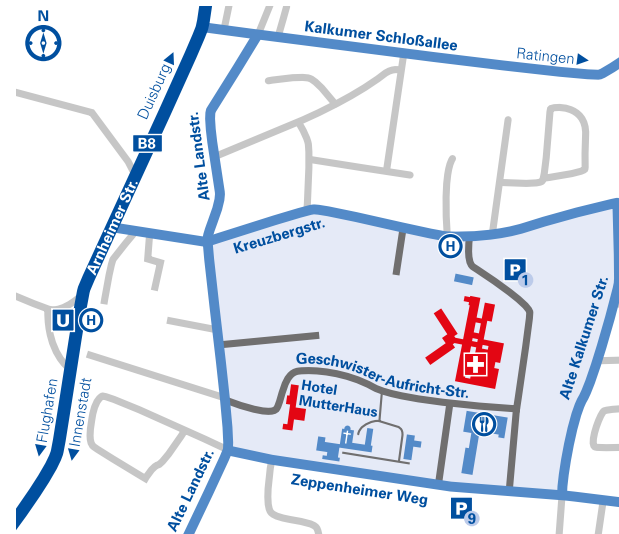 N
Kalkumer Schloßallee
Ratingen
Duisburg
B8
Alte Landstr.
Arnheimer Str.
Kreuzbergstr.
H
P
1
U
H
Alte Kalkumer Str.
Geschwister-Aufricht-Str.
Hotel
MutterHaus
Flughafen
Innenstadt
Alte Landstr.
Zeppenheimer Weg
P
9